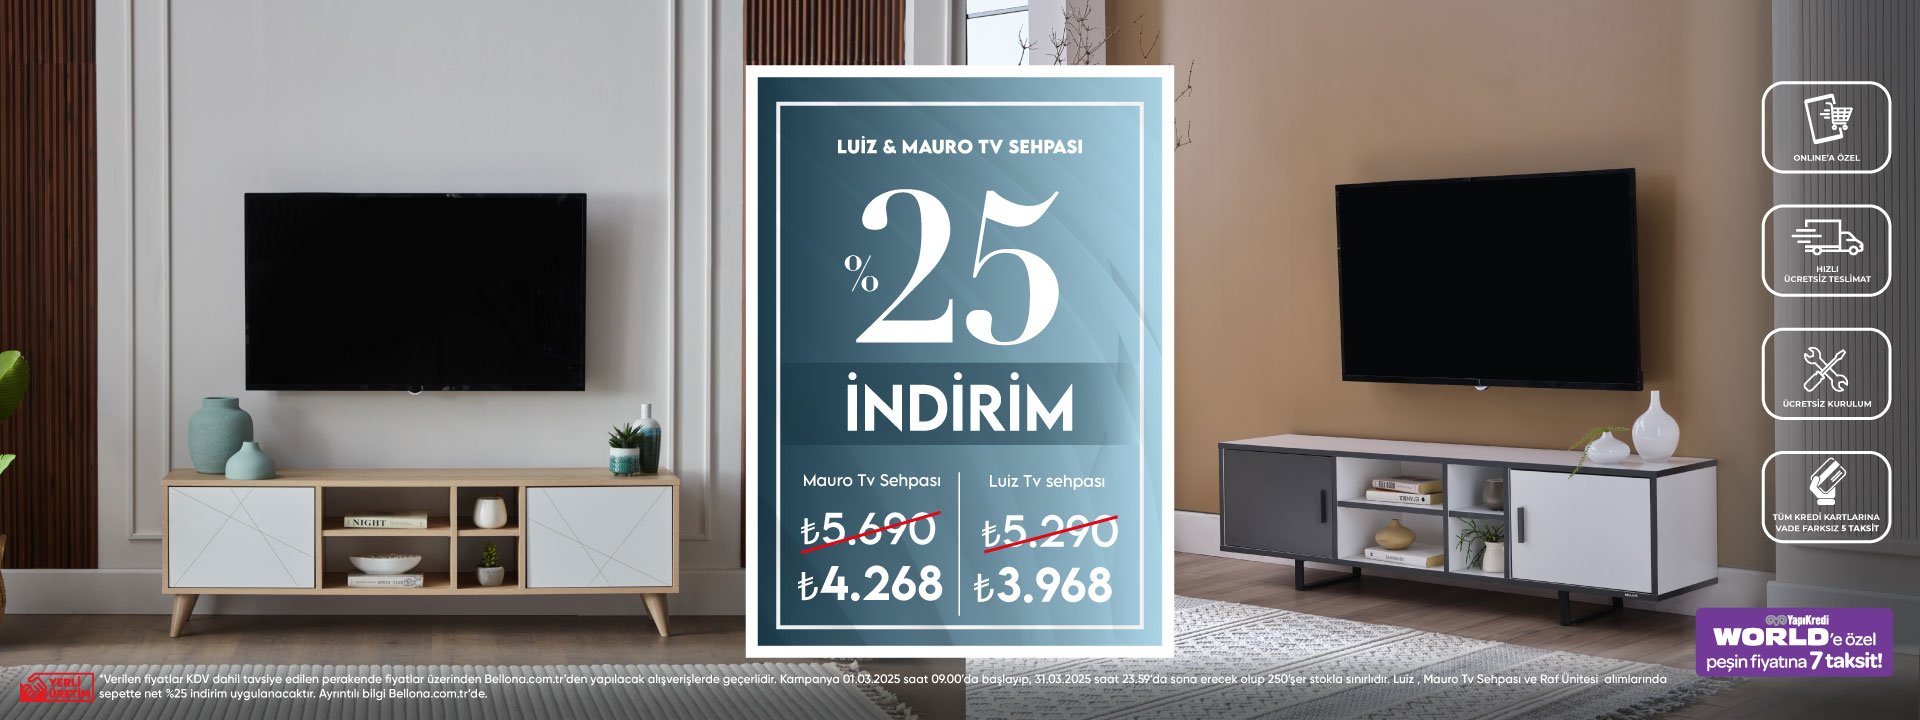 LUİZ & MAURO TV SEHPASI
%25
İNDİRİM
Mauro Tv Sehpası
₺5.690
₺4.268
Luiz Tv sehpası
₺5.290
₺3.968
ONLINE'A ÖZEL
HIZLI
ÜCRETSİZ TESLİMAT
ÜCRETSİZ KURULUM
TÜM KREDİ KARTLARINA
VADE FARKSIZ 5 TAKSİT
YapıKredi
WORLD'e özel
peşin fiyatına 7 taksit!
NIGHT
YERLİ
ÜRETİM
*Verilen fiyatlar KDV dahil tavsiye edilen perakende fiyatlar üzerinden Bellona.com.tr'den yapılacak alışverişlerde geçerlidir. Kampanya 01.03.2025 saat 09.00'da başlayıp, 31.03.2025 saat 23.59'da sona erecek olup 250'şer stokla sınırlıdır. Luiz , Mauro Tv Sehpası ve Raf Ünitesi alımlarında
sepette net %25 indirim uygulanacaktır. Ayrıntılı bilgi Bellona.com.tr'de.